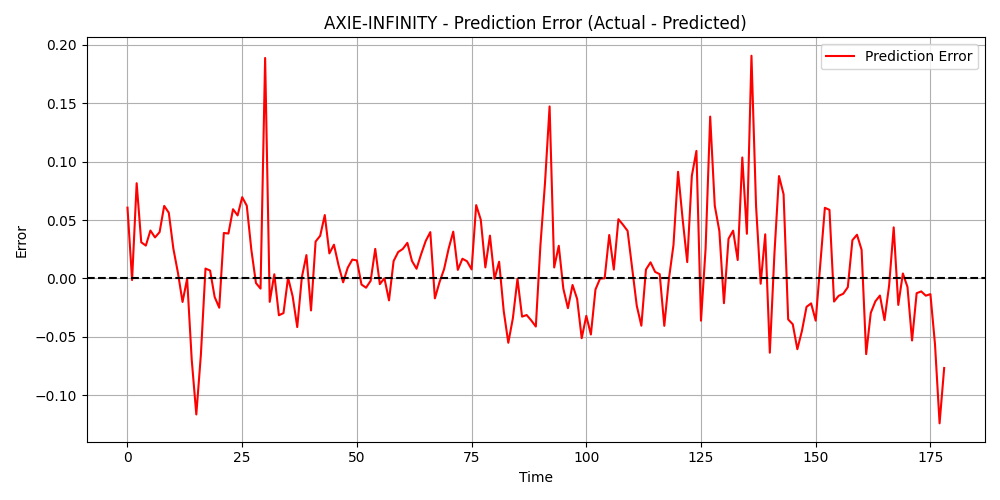 AXIE-INFINITY - Prediction Error (Actual - Predicted)
Prediction Error
0.20
0.15
0.10
0.05
0.00
−0.05
−0.10
Error
0 25 50 75 100 125 150 175
Time